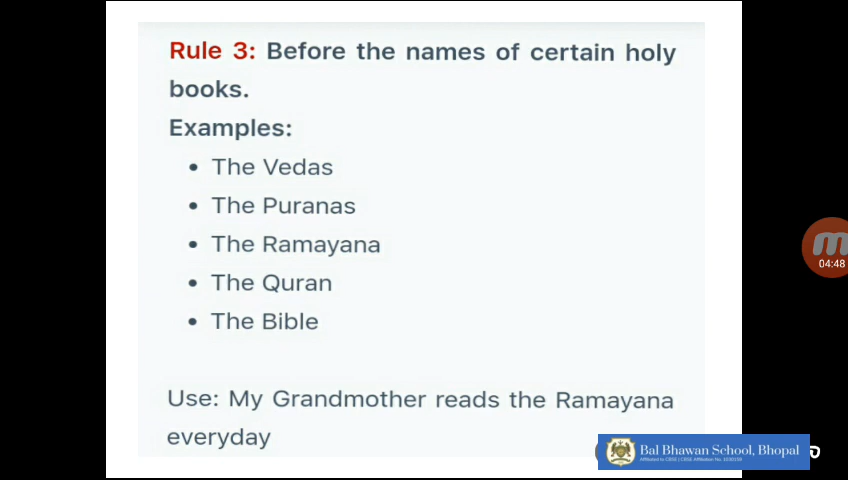 Rule 3: Before the names of certain holy
books.
Examples:
• The Vedas
• The Puranas
• The Ramayana
• The Quran
• The Bible
04:48
Use: My Grandmother reads the Ramayana
everyday
Bal Bhawan School, Bhopal